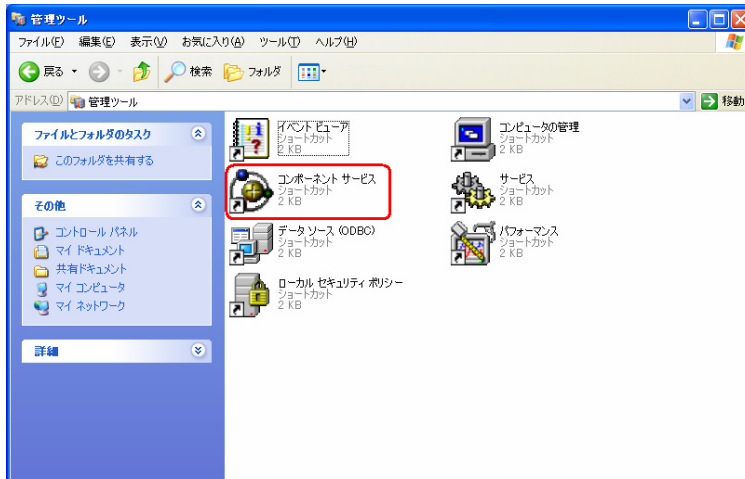 管理ツール
ファイル(F) 編集(E) 表示(V) お気に入り(A) ツール(T) ヘルプ(H)
戻る 検索 フォルダ
アドレス(D) 管理ツール 移動
ファイルとフォルダのタスク
このフォルダを共有する
その他
コントロール パネル
マイ ドキュメント
共有ドキュメント
マイ コンピュータ
マイ ネットワーク
詳細
イベント ビューア
ショートカット
2 KB
コンピュータの管理
ショートカット
2 KB
コンポーネント サービス
ショートカット
2 KB
サービス
ショートカット
2 KB
データ ソース (ODBC)
ショートカット
2 KB
パフォーマンス
ショートカット
2 KB
ローカル セキュリティ ポリシー
ショートカット
2 KB